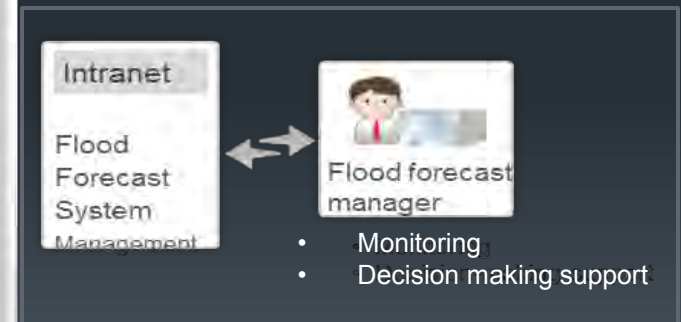 Intranet
Flood
Forecast
System
Management
Flood forecast
manager
• Monitoring
• Decision making support